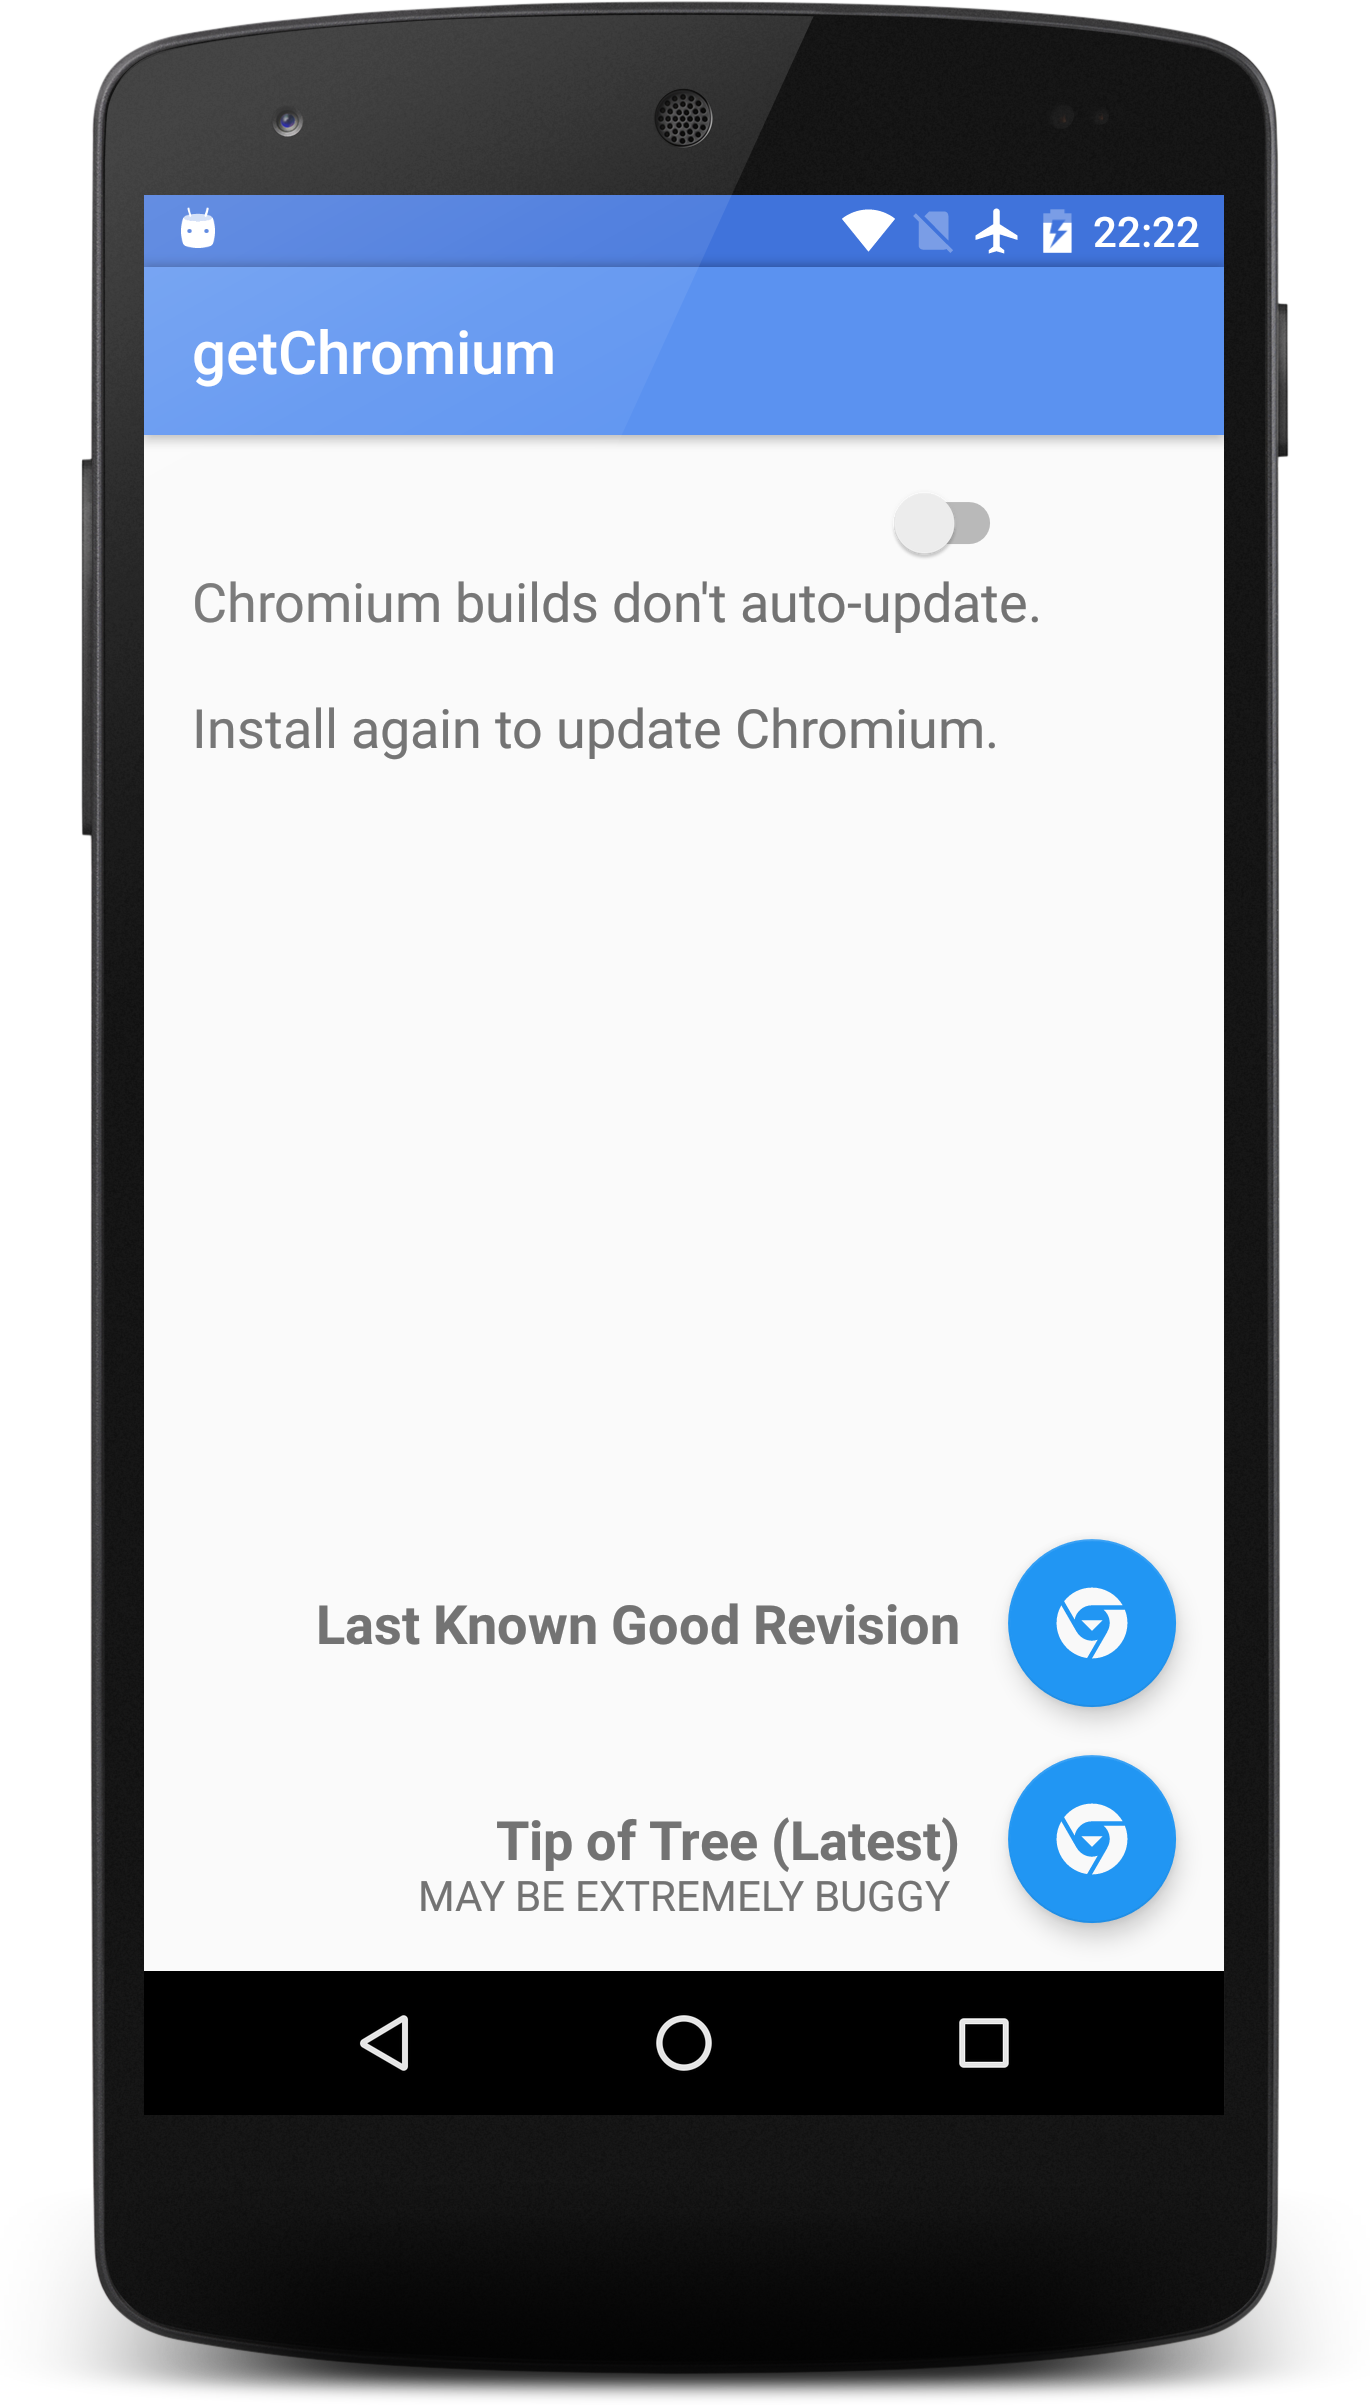 22:22
getChromium
Chromium builds don't auto-update.
Install again to update Chromium.
Last Known Good Revision
Tip of Tree (Latest)
MAY BE EXTREMELY BUGGY